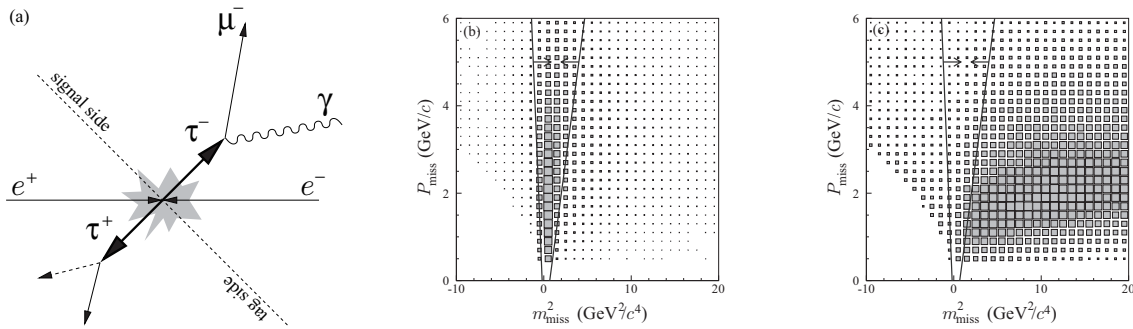 (a)
μ⁻
γ
signal side
τ⁻
e⁺
e⁻
τ⁺
tag side
(b)
6
4
2
0
P_miss (GeV/c)
-10
0
10
20
m²_miss (GeV²/c⁴)
(c)
6
4
2
0
P_miss (GeV/c)
-10
0
10
20
m²_miss (GeV²/c⁴)